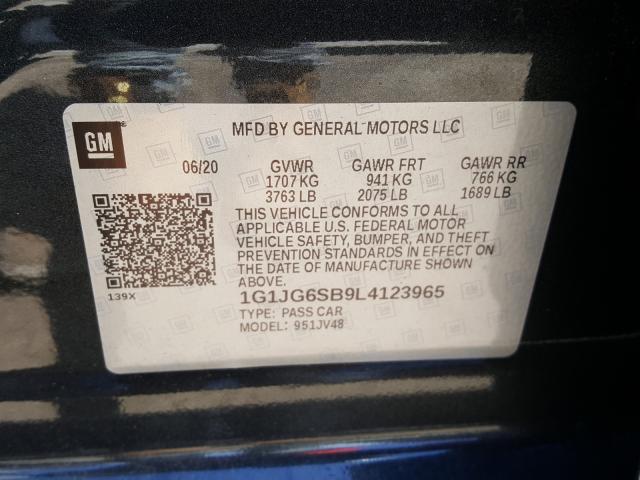 GM
MFD BY GENERAL MOTORS LLC
06/20 GVWR GAWR FRT GAWR RR
1707 KG 941 KG 766 KG
3763 LB 2075 LB 1689 LB
THIS VEHICLE CONFORMS TO ALL
APPLICABLE U.S. FEDERAL MOTOR
VEHICLE SAFETY, BUMPER, AND THEFT
PREVENTION STANDARDS IN EFFECT ON
THE DATE OF MANUFACTURE SHOWN
ABOVE.
139X
1G1JG6SB9L4123965
TYPE: PASS CAR
MODEL: 951JV48